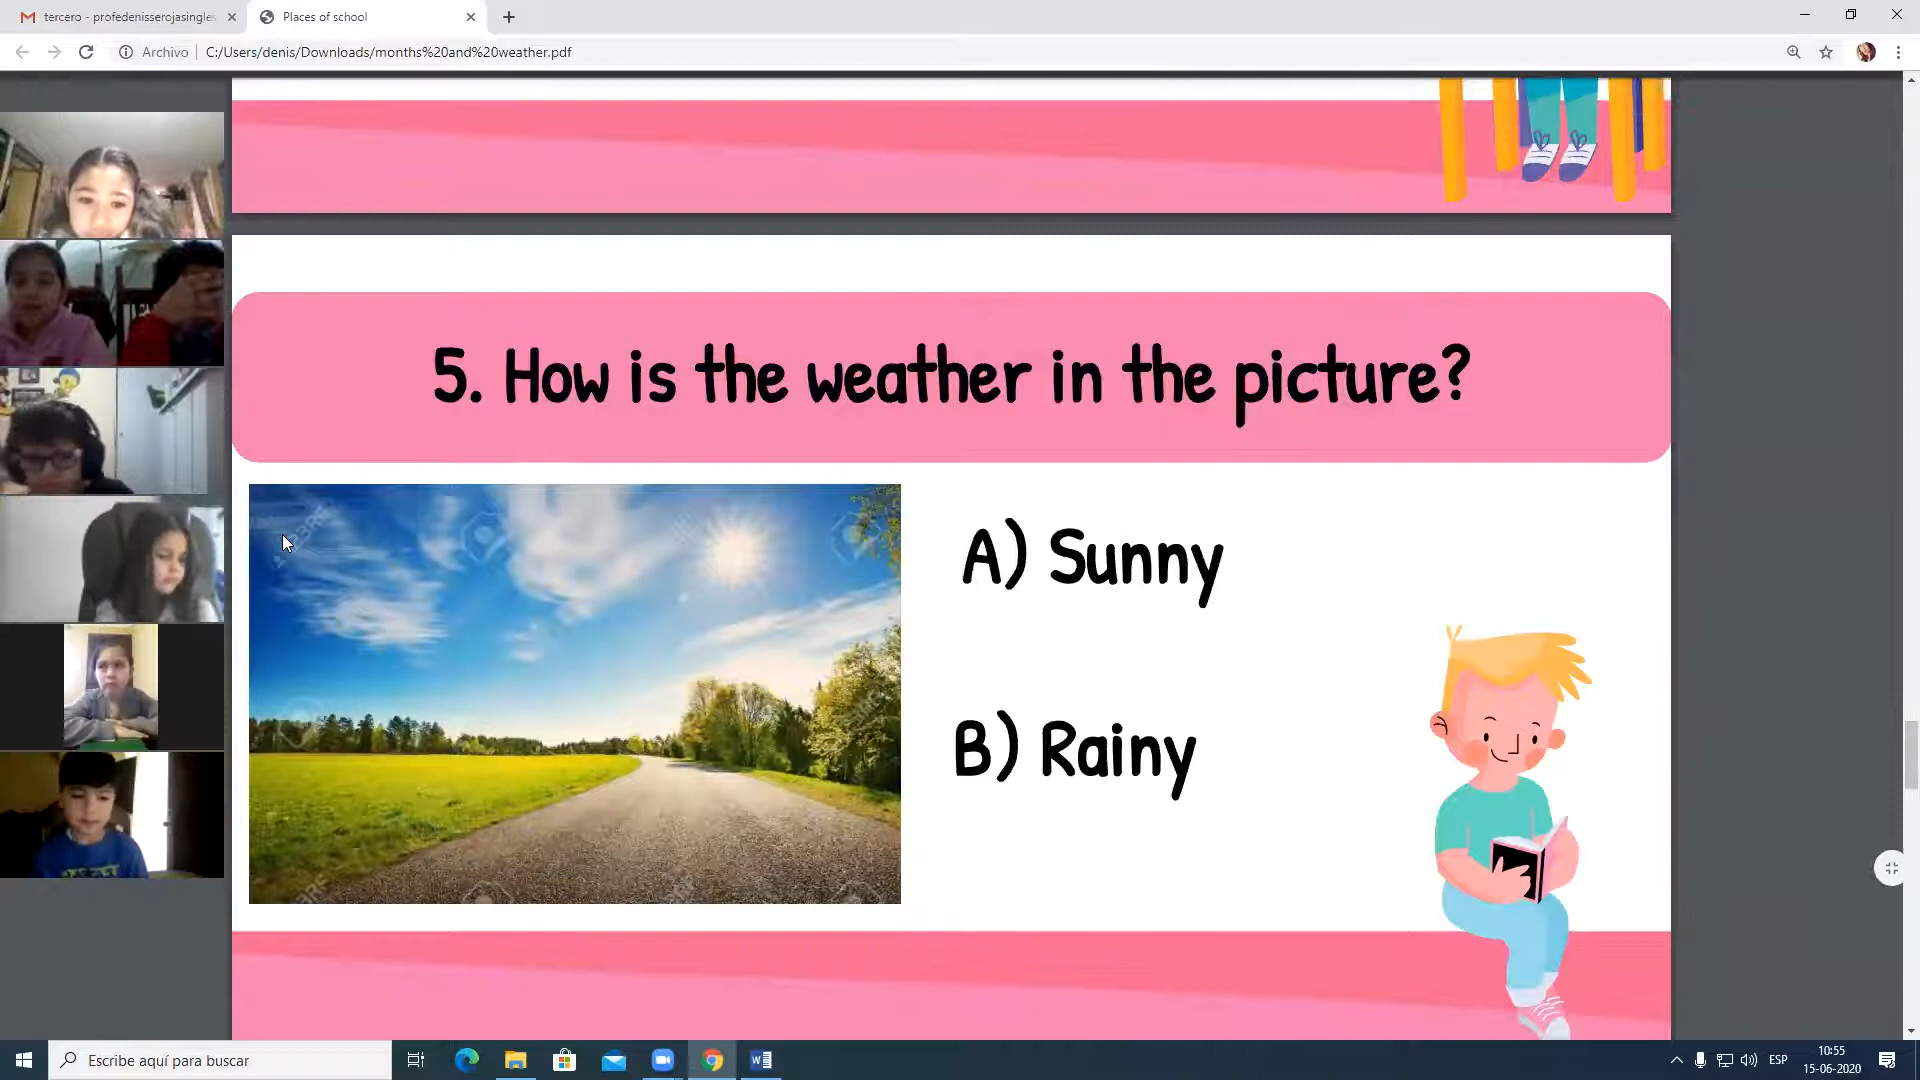 tercero - profedenisserojasingles
Places of school
Archivo
C:/Users/denis/Downloads/months%20and%20weather.pdf
5. How is the weather in the picture?
A) Sunny
B) Rainy
Escribe aquí para buscar
ESP
10:55
15-06-2020